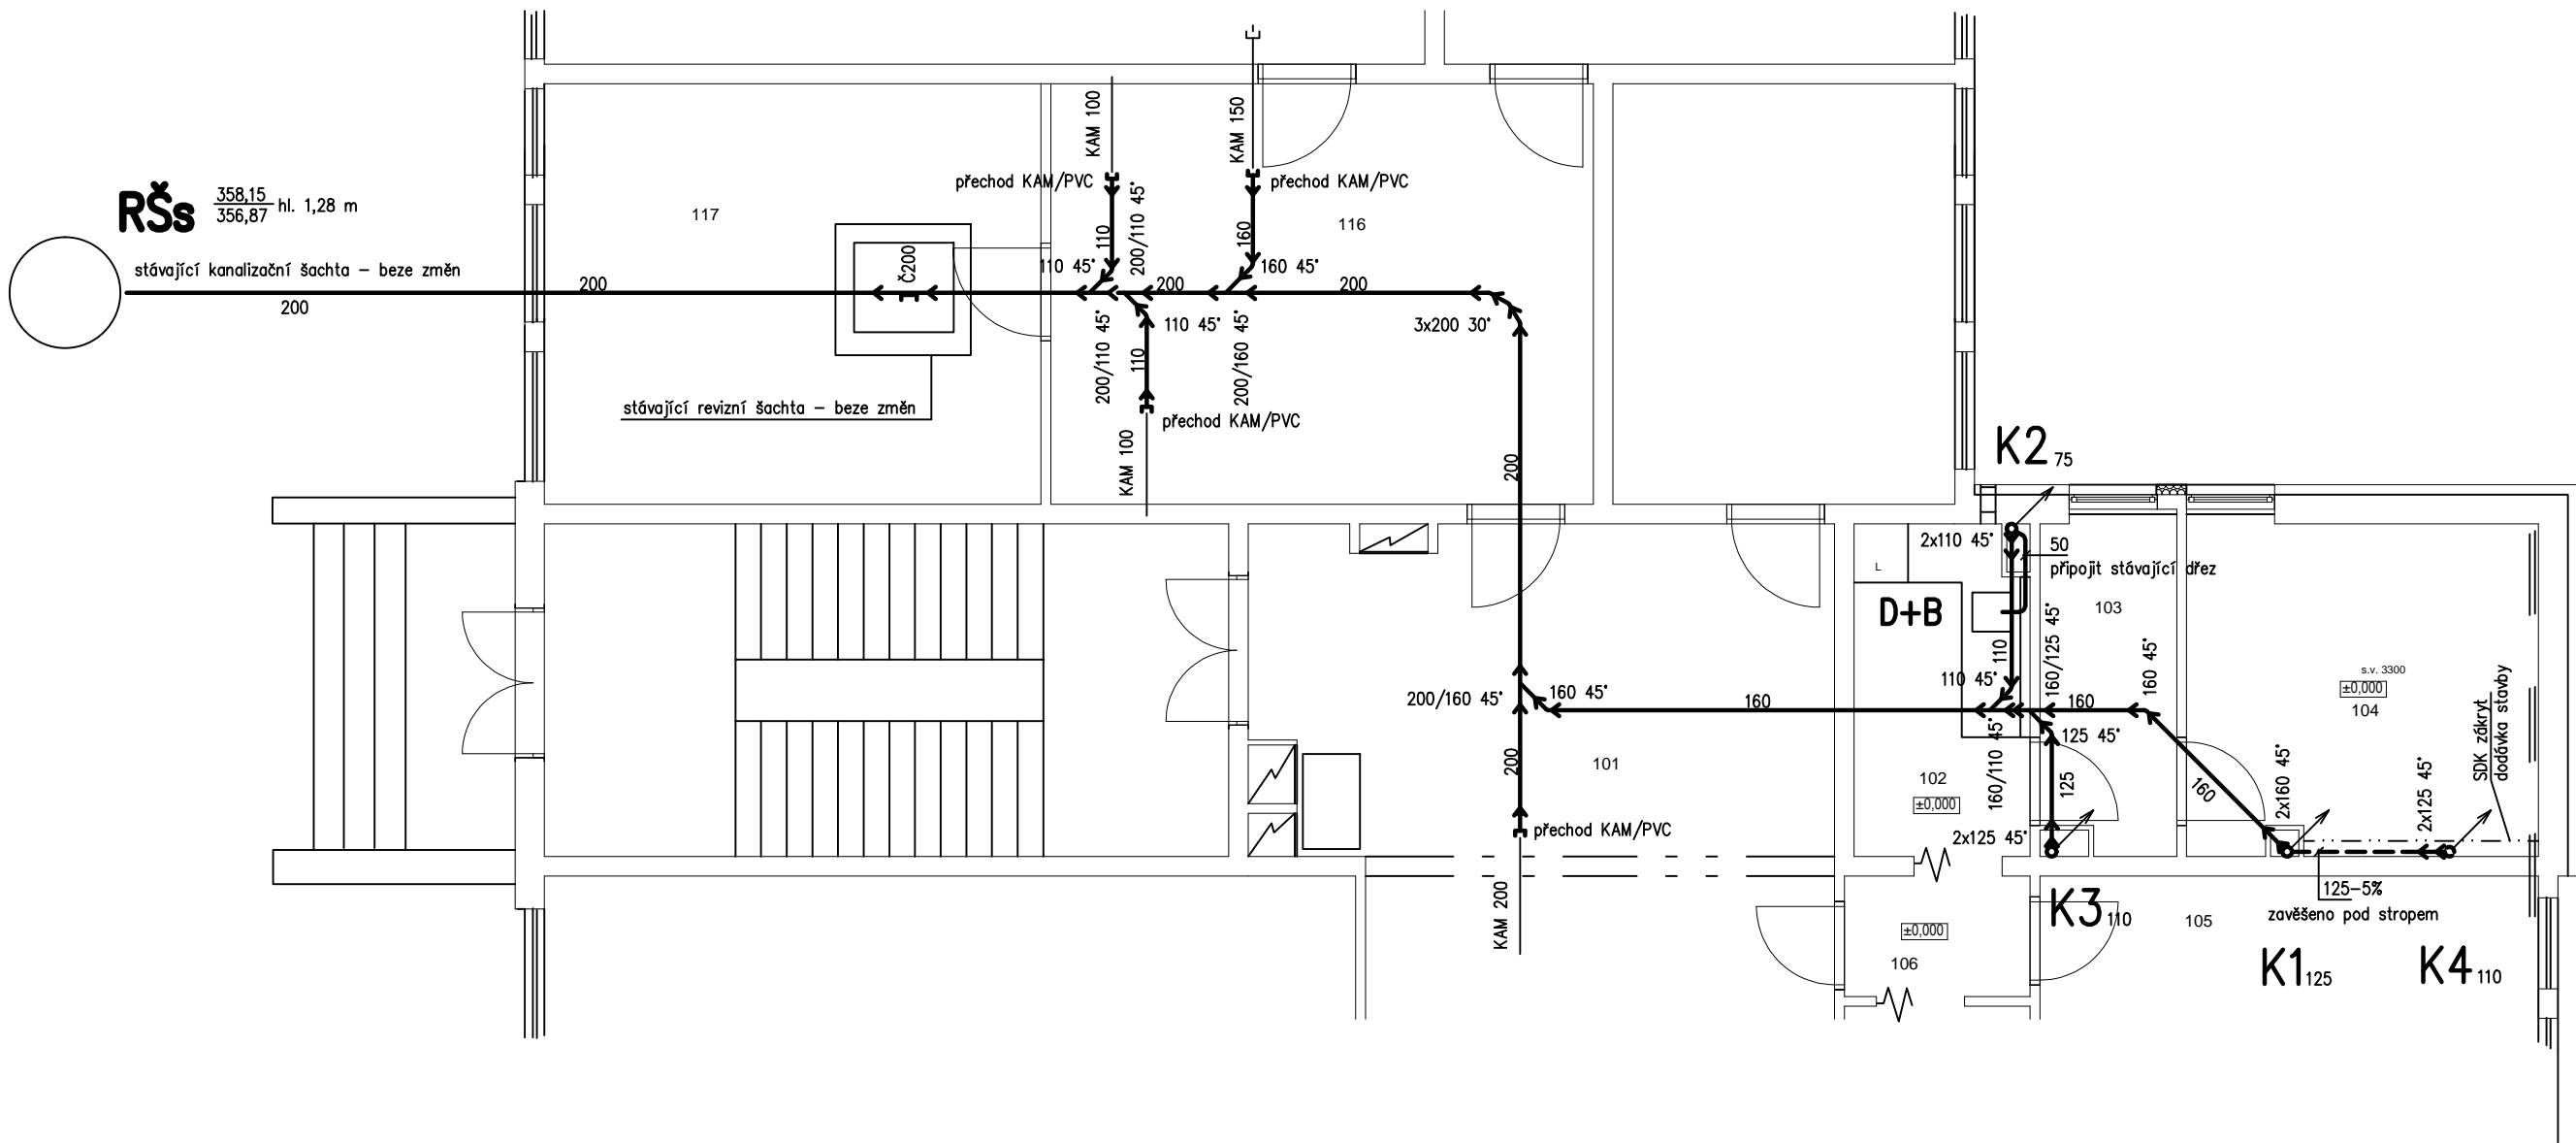 KAM 100
KAM 150
přechod KAM/PVC
přechod KAM/PVC
RŠs
358,15
356,87
hl. 1,28 m
117
116
110
200/110 45°
160
Č200
stávající kanalizační šachta – beze změn
110 45°
160 45°
200
200
200
200
200/110 45°
110 45°
110
200/160 45°
3x200 30°
stávající revizní šachta – beze změn
přechod KAM/PVC
KAM 100
200
K2 75
2x110 45°
50
připojit stávající dřez
L
D+B
103
110
160/125 45°
160 45°
110 45°
s.v. 3300
±0,000
104
SDK zákryt
dodávka stavby
200/160 45°
160 45°
160
160
125 45°
200
101
102
±0,000
160/110 45°
125
160
2x160 45°
2x125 45°
2x125 45°
přechod KAM/PVC
KAM 200
125–5%
zavěšeno pod stropem
K3 110
105
±0,000
106
K1 125
K4 110